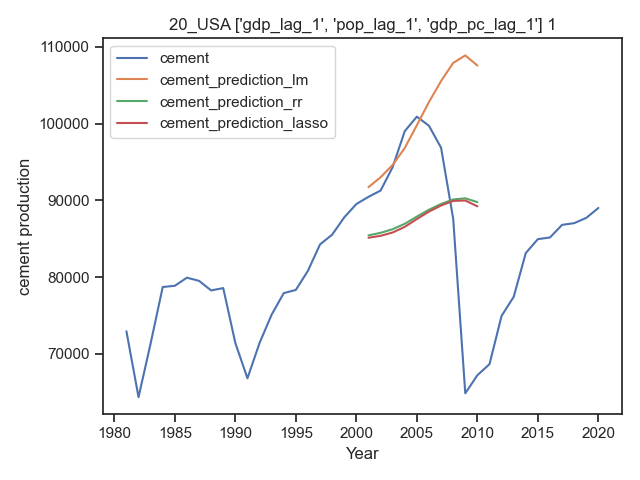 20_USA ['gdp_lag_1', 'pop_lag_1', 'gdp_pc_lag_1'] 1
cement
cement_prediction_lm
cement_prediction_rr
cement_prediction_lasso
110000
100000
90000
80000
70000
cement production
1980 1985 1990 1995 2000 2005 2010 2015 2020
Year